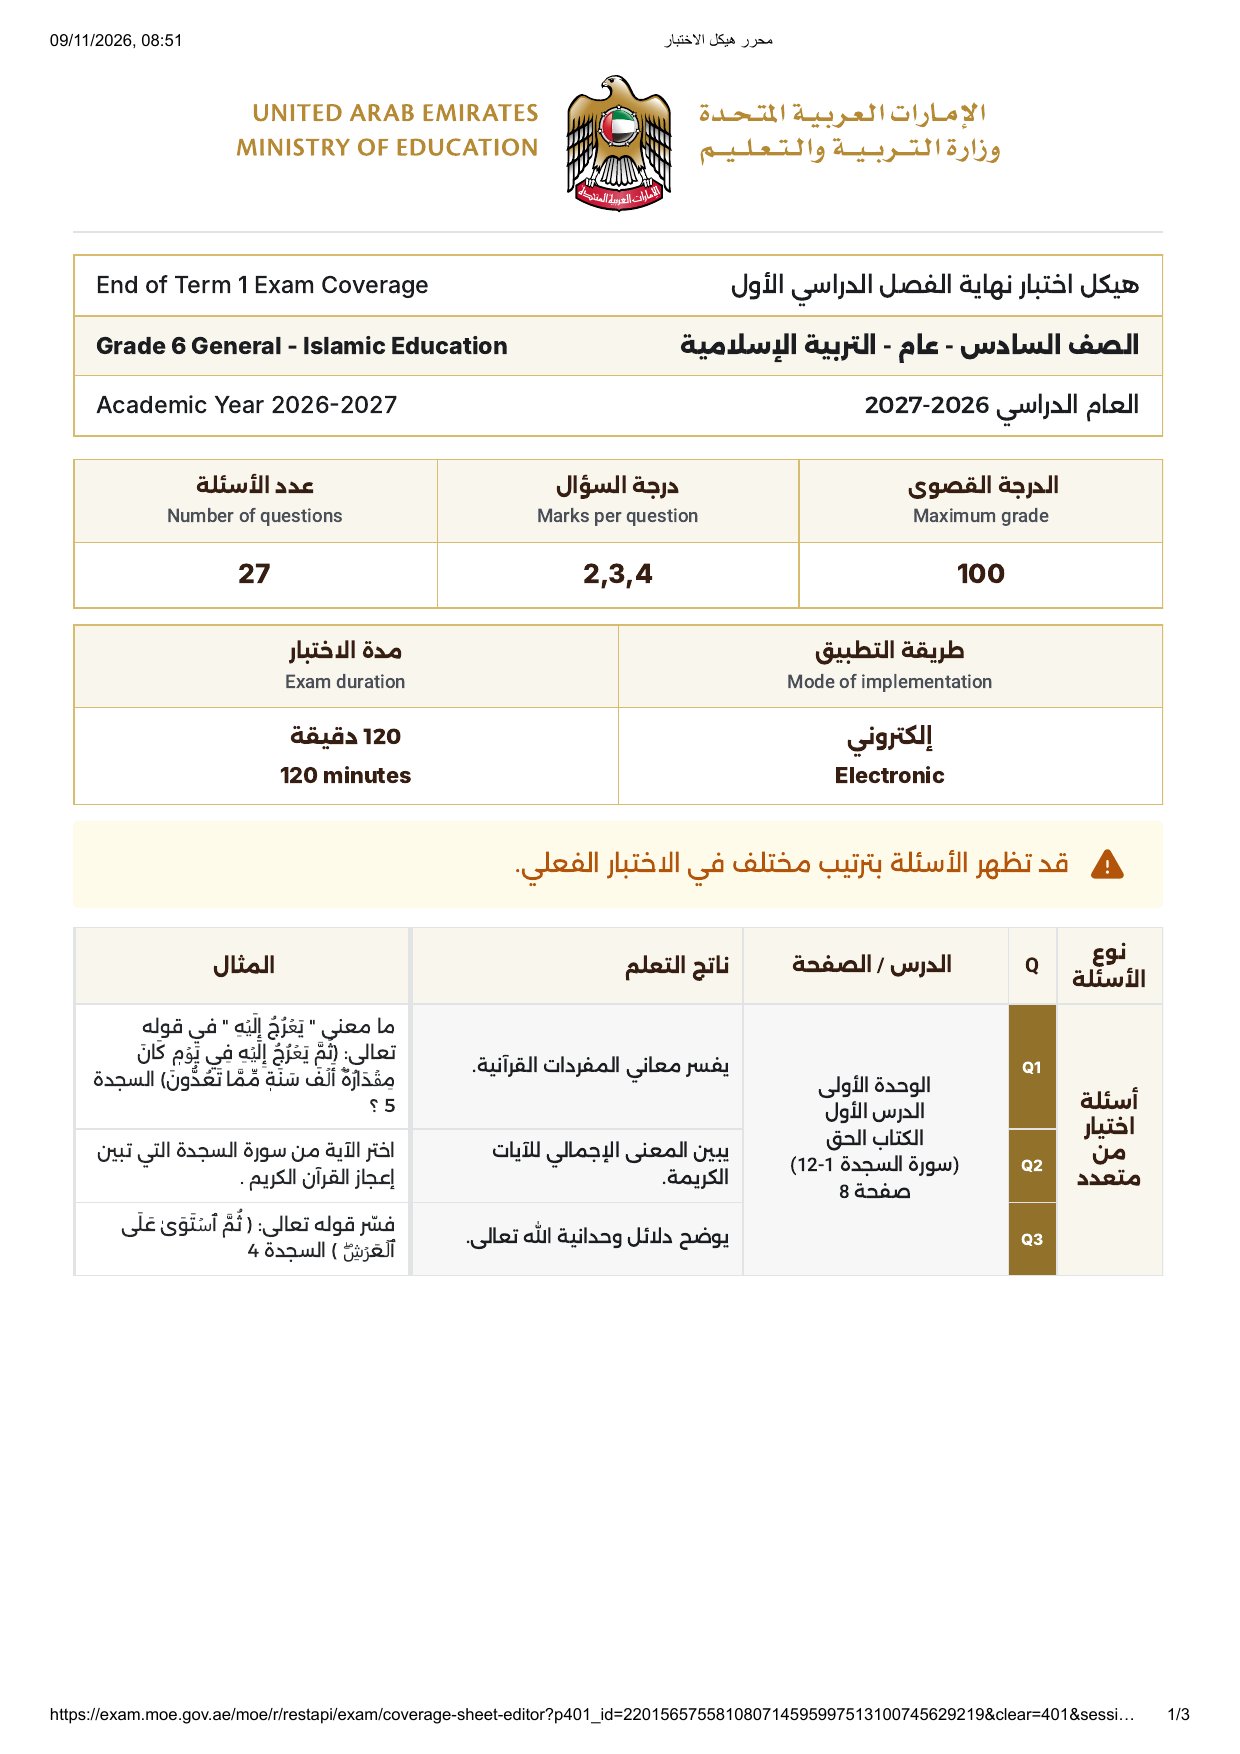 09/11/2026, 08:51
محرر هيكل الاختبار
UNITED ARAB EMIRATES
MINISTRY OF EDUCATION
الإمارات العربية المتحدة
وزارة التربية والتعليم
الإمارات العربية المتحدة
هيكل اختبار نهاية الفصل الدراسي الأول
End of Term 1 Exam Coverage
الصف السادس - عام - التربية الإسلامية
Grade 6 General - Islamic Education
العام الدراسي 2026-2027
Academic Year 2026-2027
الدرجة القصوى
Maximum grade
درجة السؤال
Marks per question
عدد الأسئلة
Number of questions
100
2,3,4
27
طريقة التطبيق
Mode of implementation
مدة الاختبار
Exam duration
إلكتروني
Electronic
120 دقيقة
120 minutes
قد تظهر الأسئلة بترتيب مختلف في الاختبار الفعلي.
نوع
الأسئلة
Q
الدرس / الصفحة
ناتج التعلم
المثال
أسئلة
اختيار
من
متعدد
الوحدة الأولى
الدرس الأول
الكتاب الحق
(سورة السجدة 1-12)
صفحة 8
Q1
يفسر معاني المفردات القرآنية.
ما معنى " يَعْرُجُ إِلَيْهِ " في قوله
تعالى: (ثُمَّ يَعْرُجُ إِلَيْهِ فِي يَوْمٖ كَانَ
مِقْدَارُهُۥٓ أَلْفَ سَنَةٖ مِّمَّا تَعُدُّونَ) السجدة
5 ؟
Q2
يبين المعنى الإجمالي للآيات
الكريمة.
اختر الآية من سورة السجدة التي تبين
إعجاز القرآن الكريم .
Q3
يوضح دلائل وحدانية الله تعالى.
فسّر قوله تعالى: ( ثُمَّ ٱسْتَوَىٰ عَلَى
ٱلْعَرْشِۖ ) السجدة 4
https://exam.moe.gov.ae/moe/r/restapi/exam/coverage-sheet-editor?p401_id=220156575581080714595997513100745629219&clear=401&sessi…
1/3